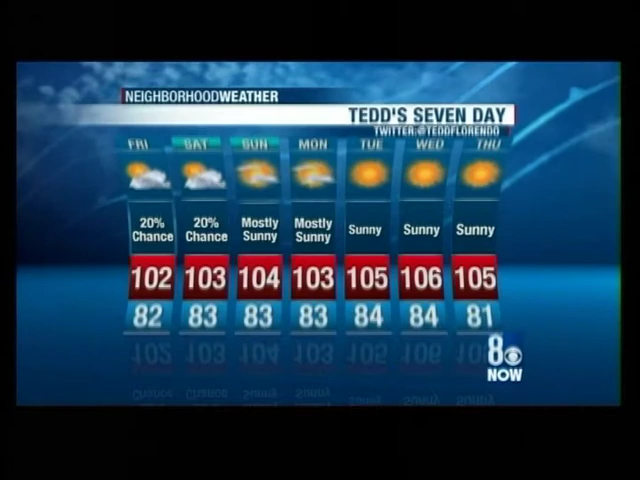 NEIGHBORHOODWEATHER
TEDD'S SEVEN DAY
TWITTER:@TEDDFLORENDO
FRI SAT SUN MON TUE WED THU
20% Chance 20% Chance Mostly Sunny Mostly Sunny Sunny Sunny Sunny
102 103 104 103 105 106 105
82 83 83 83 84 84 81
8
NOW